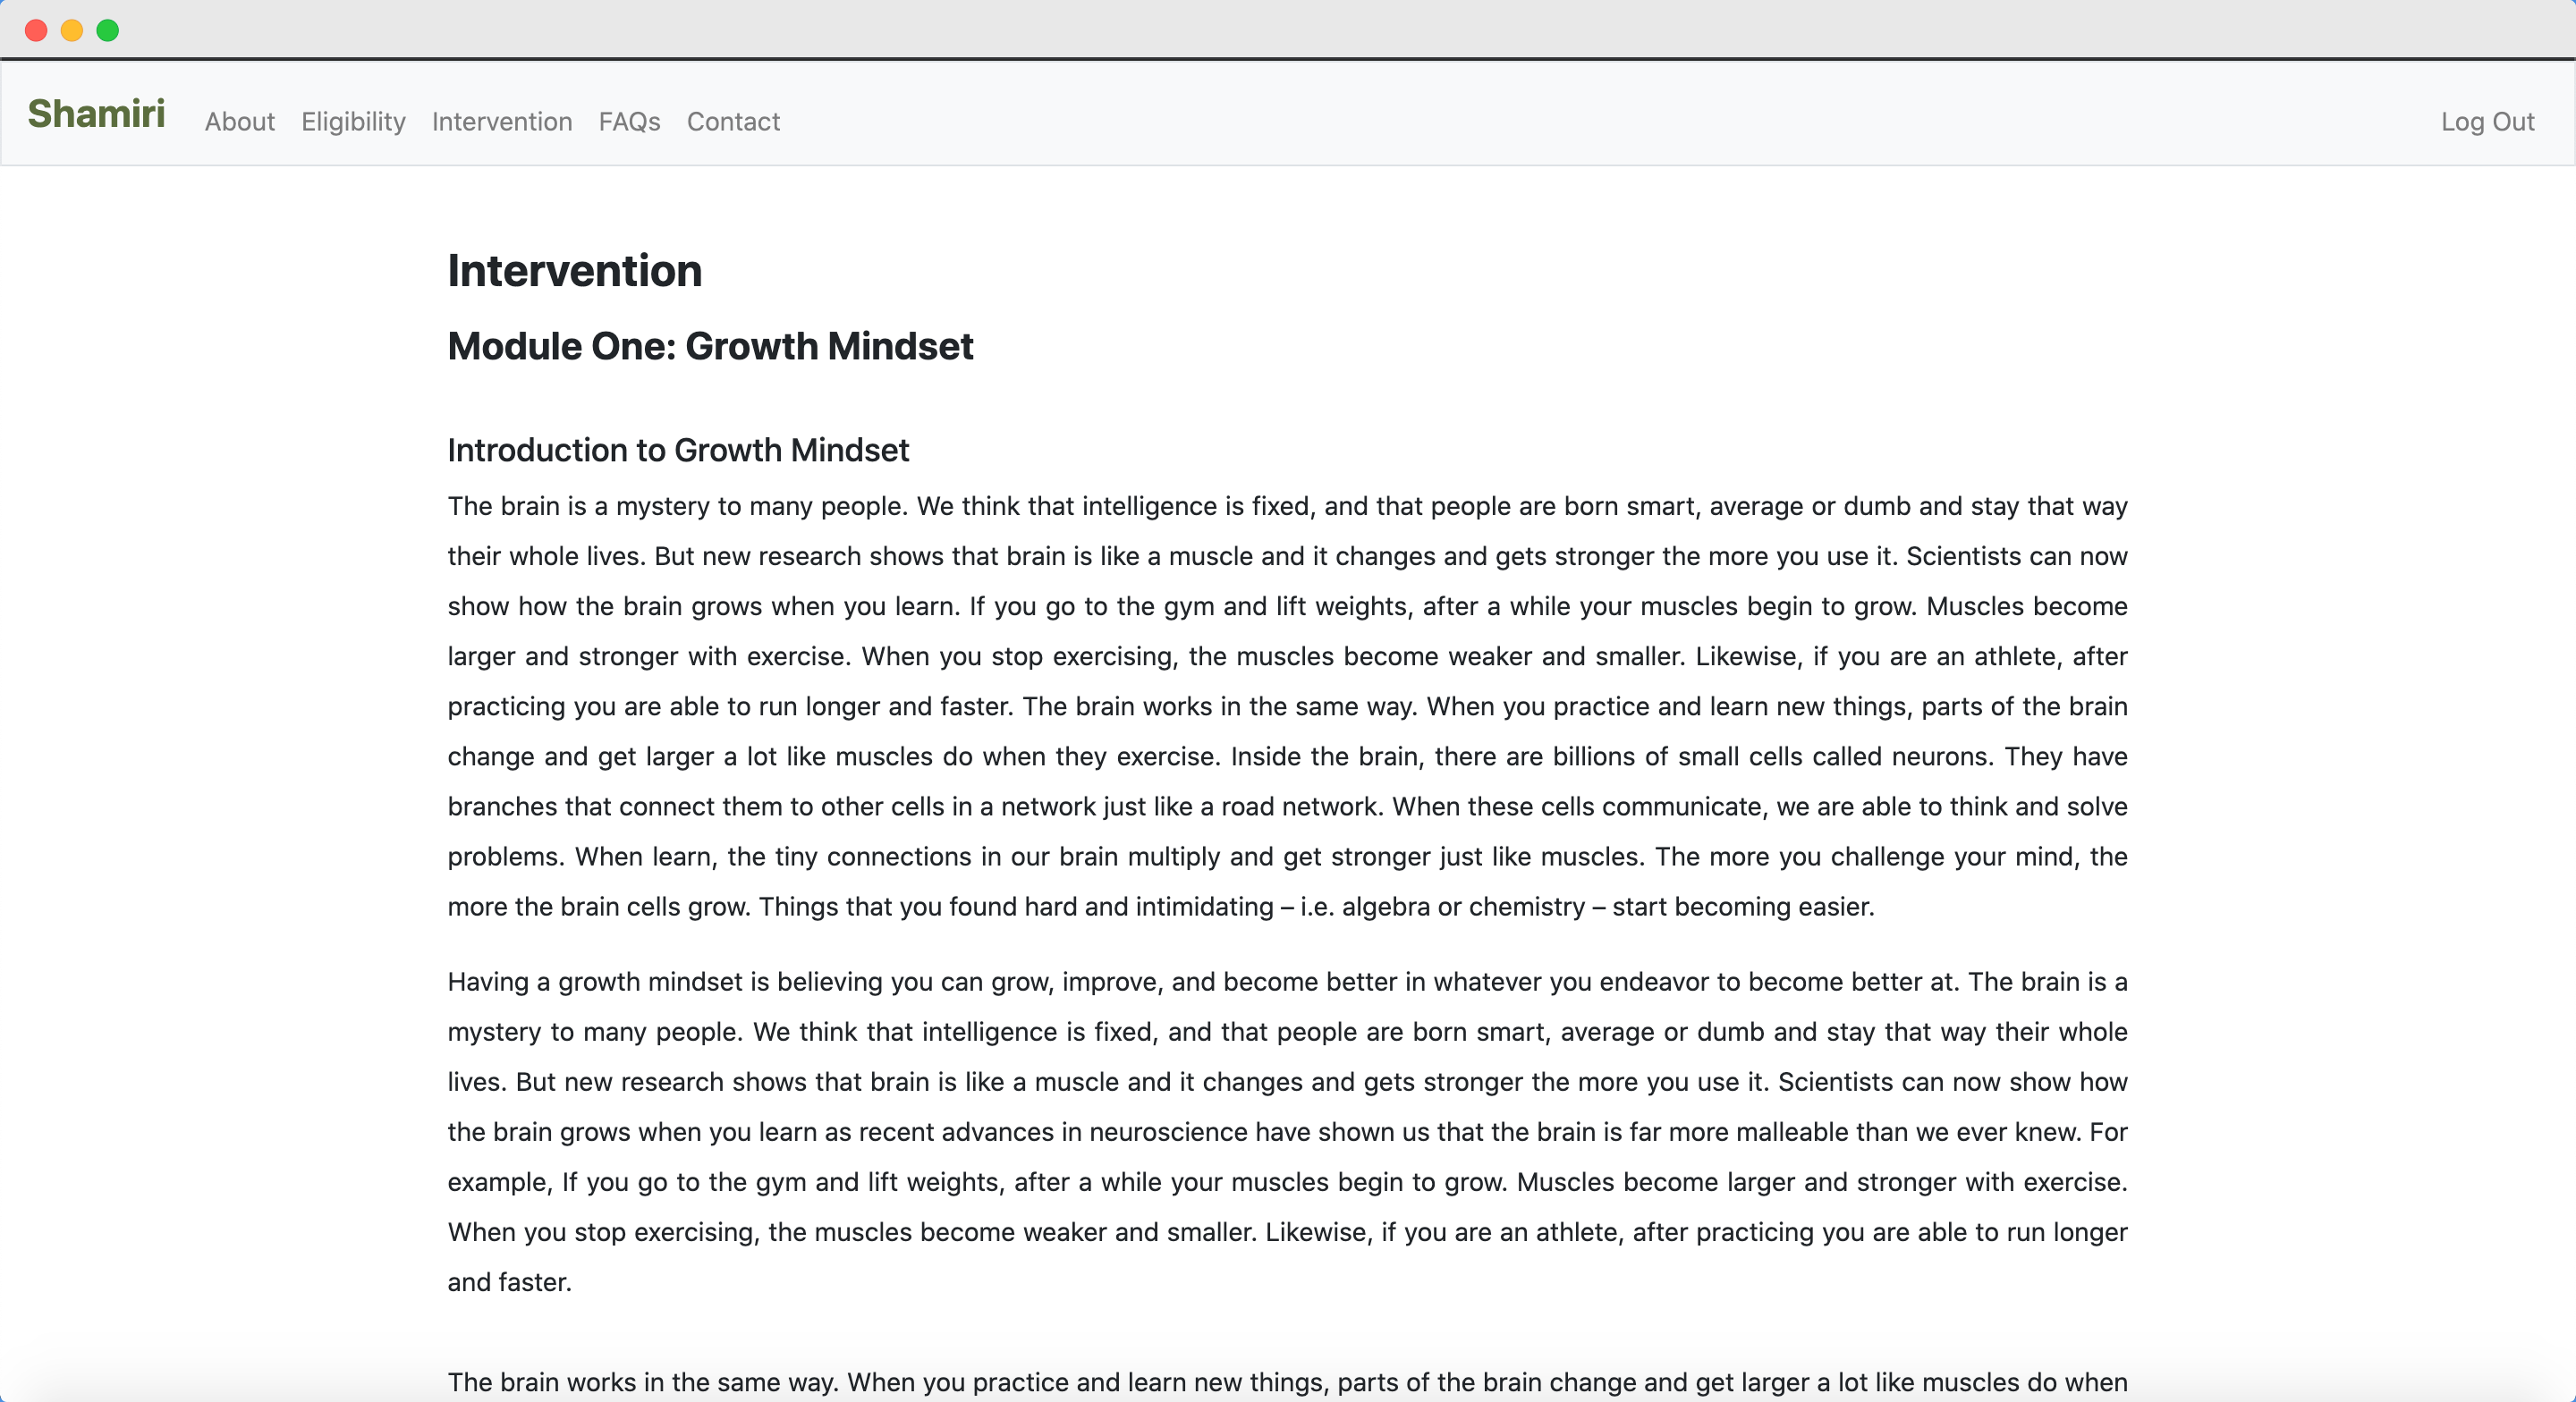 Shamiri About Eligibility Intervention FAQs Contact Log Out
Intervention
Module One: Growth Mindset
Introduction to Growth Mindset
The brain is a mystery to many people. We think that intelligence is fixed, and that people are born smart, average or dumb and stay that way
their whole lives. But new research shows that brain is like a muscle and it changes and gets stronger the more you use it. Scientists can now
show how the brain grows when you learn. If you go to the gym and lift weights, after a while your muscles begin to grow. Muscles become
larger and stronger with exercise. When you stop exercising, the muscles become weaker and smaller. Likewise, if you are an athlete, after
practicing you are able to run longer and faster. The brain works in the same way. When you practice and learn new things, parts of the brain
change and get larger a lot like muscles do when they exercise. Inside the brain, there are billions of small cells called neurons. They have
branches that connect them to other cells in a network just like a road network. When these cells communicate, we are able to think and solve
problems. When learn, the tiny connections in our brain multiply and get stronger just like muscles. The more you challenge your mind, the
more the brain cells grow. Things that you found hard and intimidating – i.e. algebra or chemistry – start becoming easier.
Having a growth mindset is believing you can grow, improve, and become better in whatever you endeavor to become better at. The brain is a
mystery to many people. We think that intelligence is fixed, and that people are born smart, average or dumb and stay that way their whole
lives. But new research shows that brain is like a muscle and it changes and gets stronger the more you use it. Scientists can now show how
the brain grows when you learn as recent advances in neuroscience have shown us that the brain is far more malleable than we ever knew. For
example, If you go to the gym and lift weights, after a while your muscles begin to grow. Muscles become larger and stronger with exercise.
When you stop exercising, the muscles become weaker and smaller. Likewise, if you are an athlete, after practicing you are able to run longer
and faster.
The brain works in the same way. When you practice and learn new things, parts of the brain change and get larger a lot like muscles do when